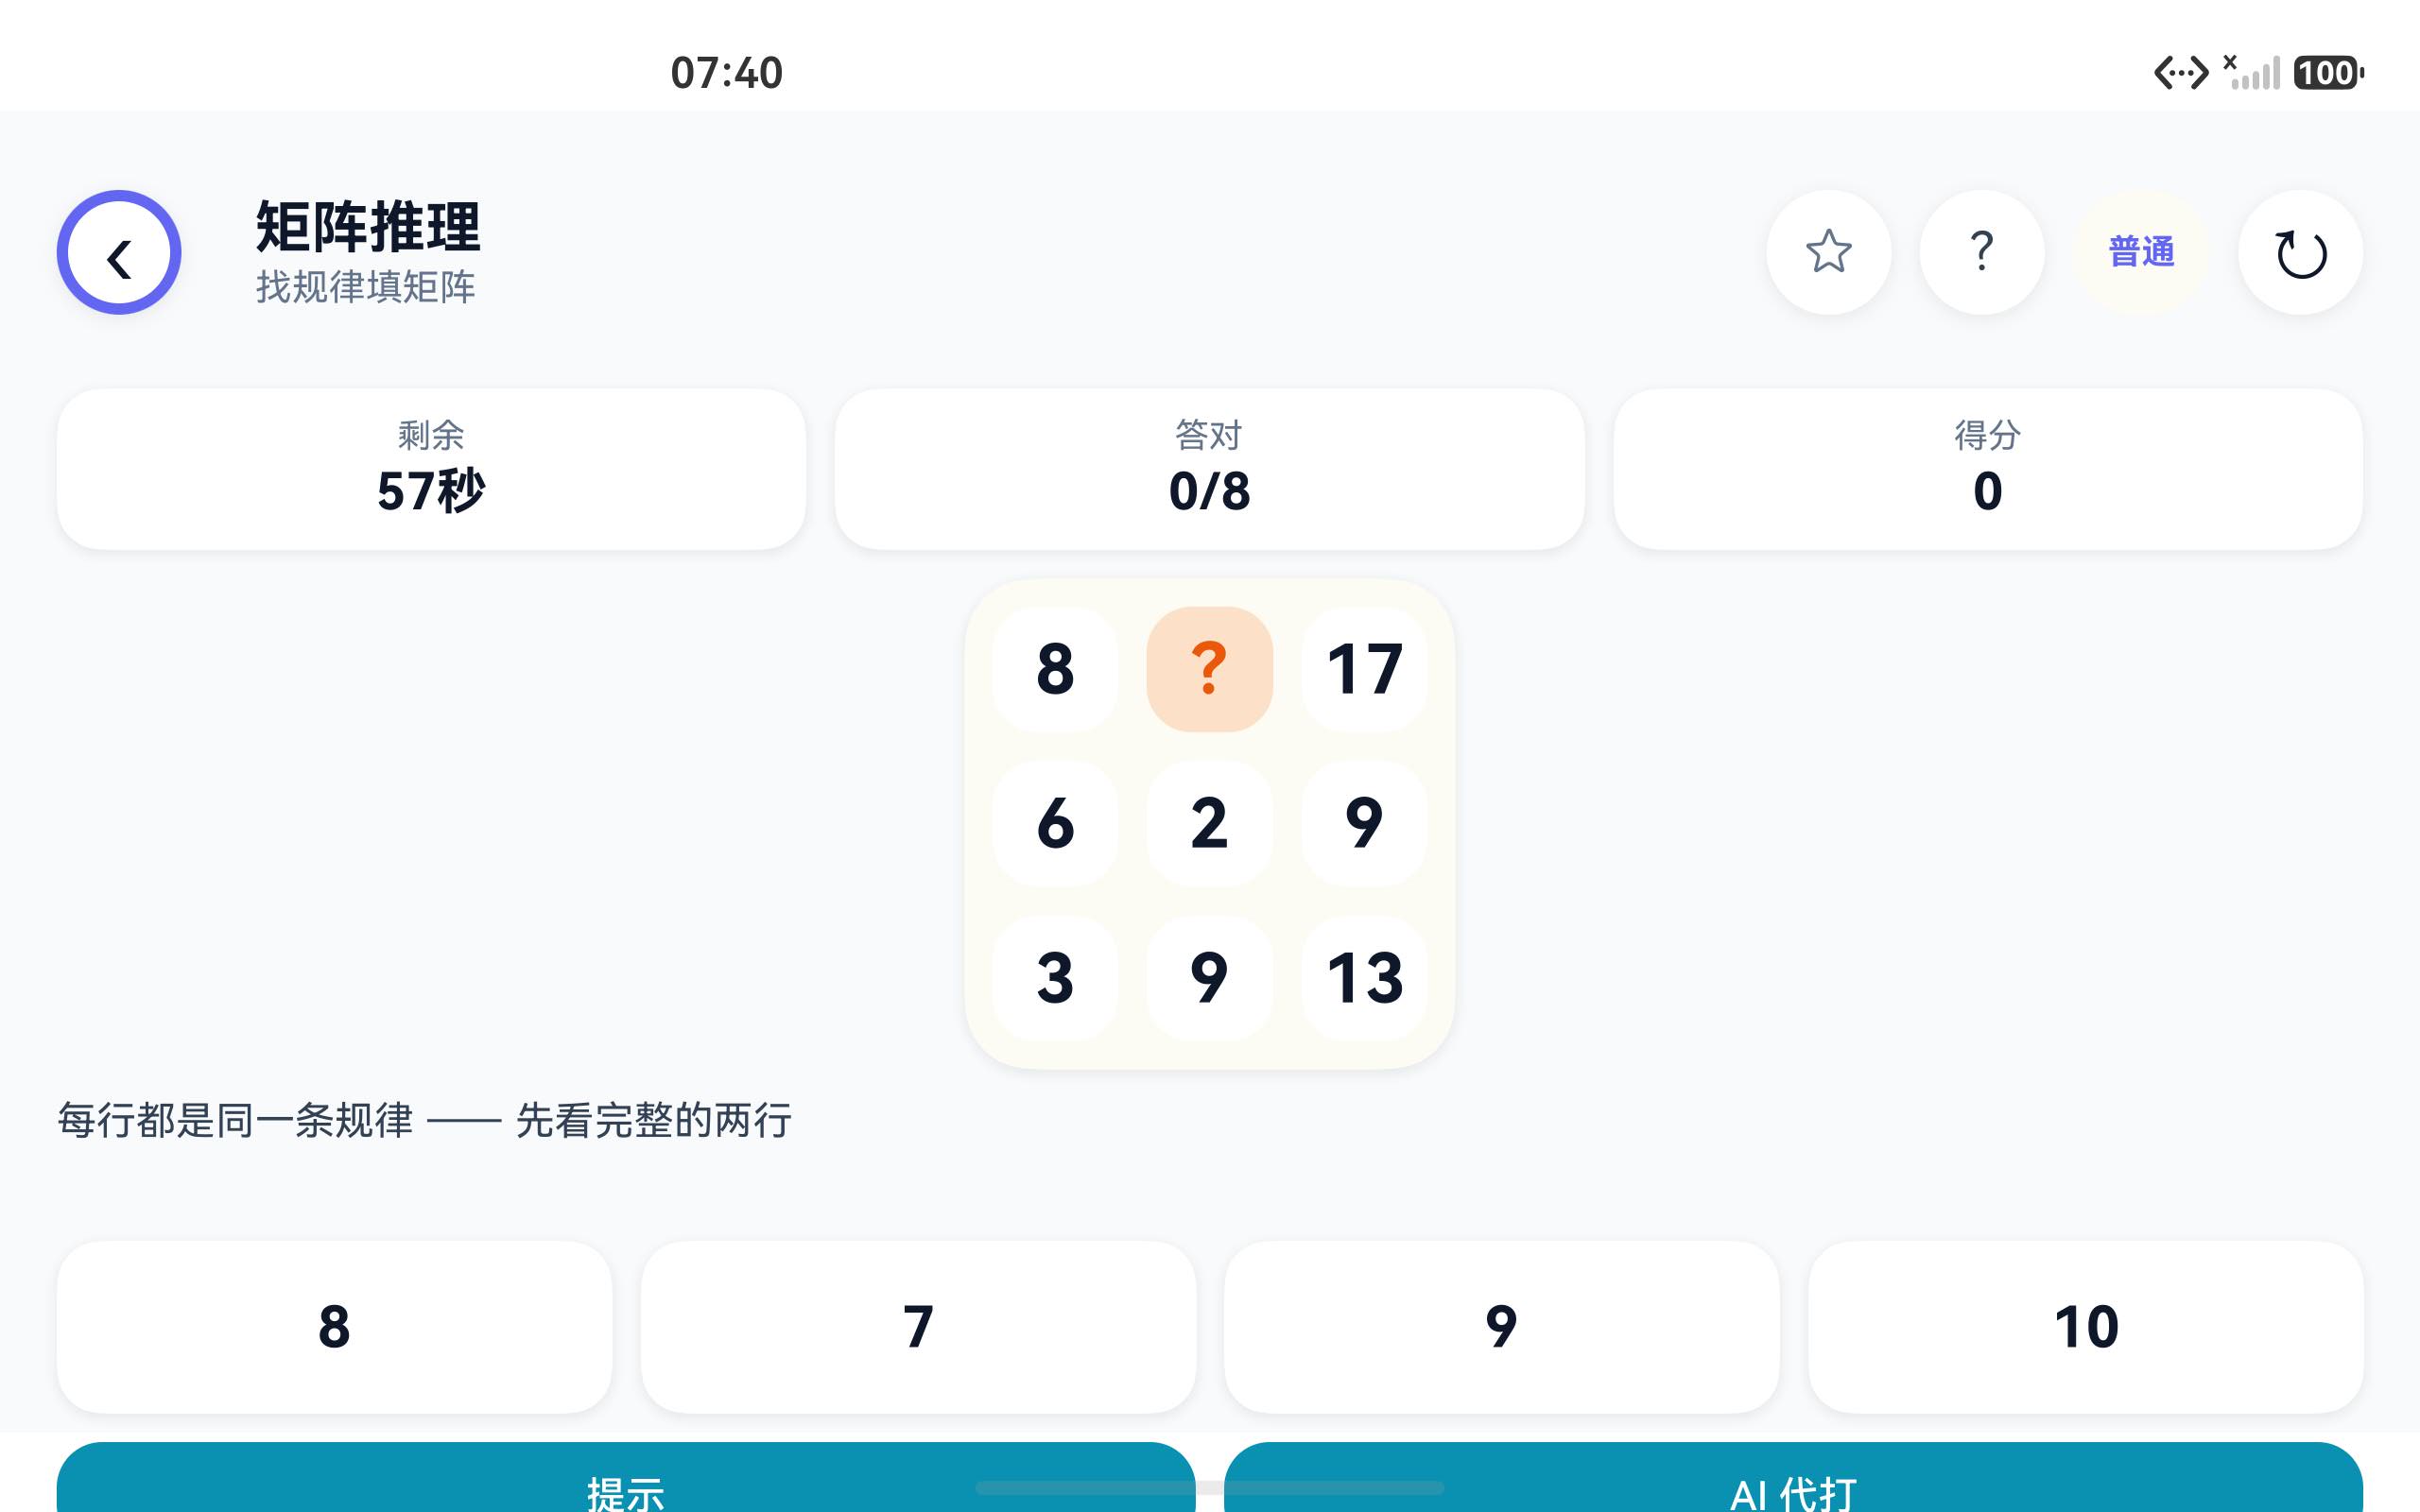 07:40
100
矩阵推理
找规律填矩阵
?
普通
剩余
57秒
答对
0/8
得分
0
8 ? 17
6 2 9
3 9 13
每行都是同一条规律 —— 先看完整的两行
8 7 9 10
提示
AI 代打